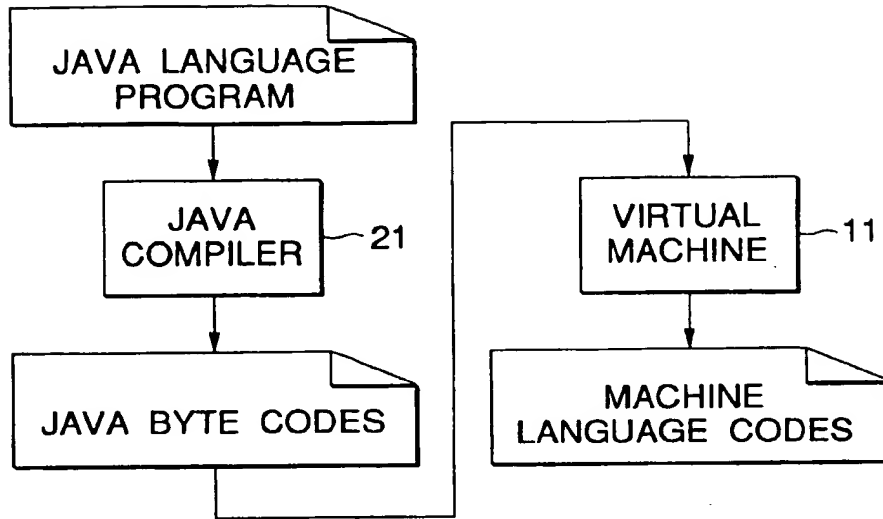 JAVA LANGUAGE
PROGRAM
JAVA
COMPILER
21
JAVA BYTE CODES
VIRTUAL
MACHINE
11
MACHINE
LANGUAGE CODES